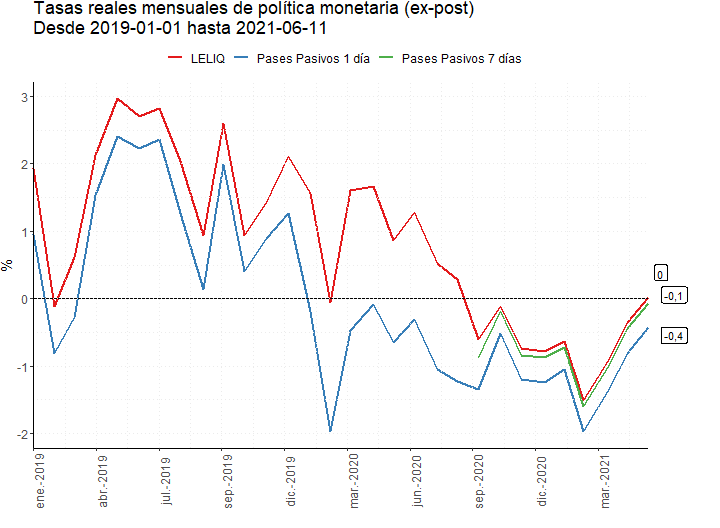 Tasas reales mensuales de política monetaria (ex-post)
Desde 2019-01-01 hasta 2021-06-11
LELIQ Pases Pasivos 1 día Pases Pasivos 7 días
%
3
2
1
0
-1
-2
0
-0,1
-0,4
ene.-2019
abr.-2019
jul.-2019
sep.-2019
dic.-2019
mar.-2020
jun.-2020
sep.-2020
dic.-2020
mar.-2021